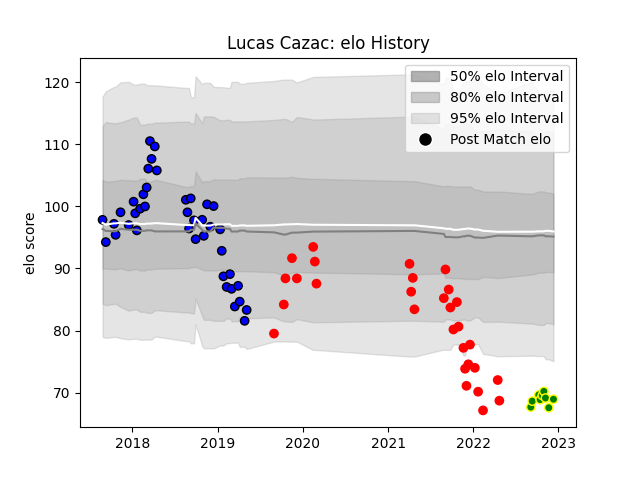 Lucas Cazac: elo History
50% elo Interval
80% elo Interval
95% elo Interval
Post Match elo
elo score
120
110
100
90
80
70
2018
2019
2020
2021
2022
2023